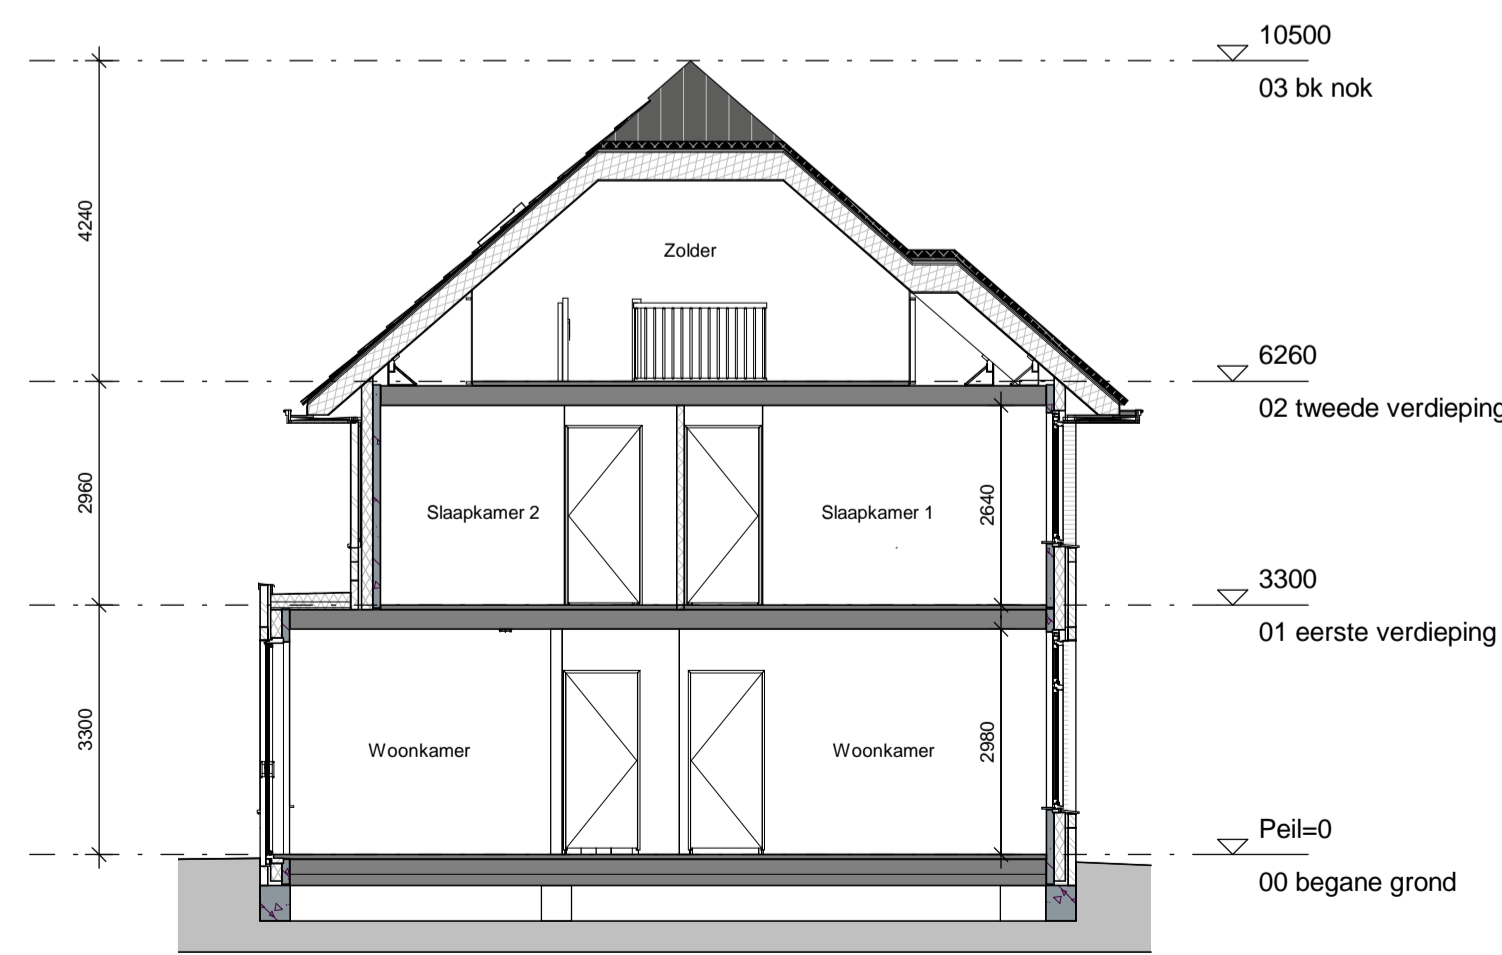 10500
03 bk nok
4240
Zolder
6260
02 tweede verdieping
2960
Slaapkamer 2
Slaapkamer 1
2640
3300
01 eerste verdieping
3300
Woonkamer
Woonkamer
2980
Peil=0
00 begane grond